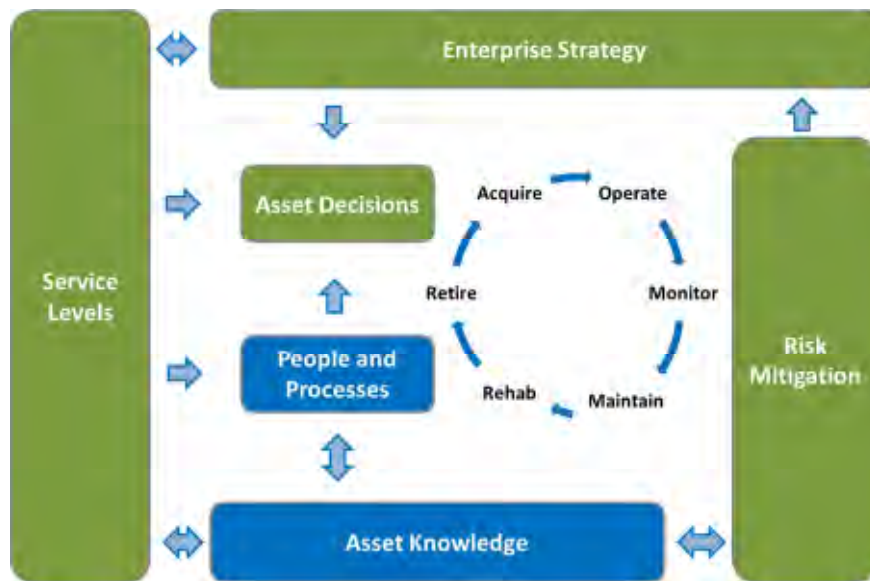 Enterprise Strategy
Asset Decisions
Acquire
Operate
Service
Levels
Retire
Monitor
People and
Processes
Risk
Mitigation
Rehab
Maintain
Asset Knowledge